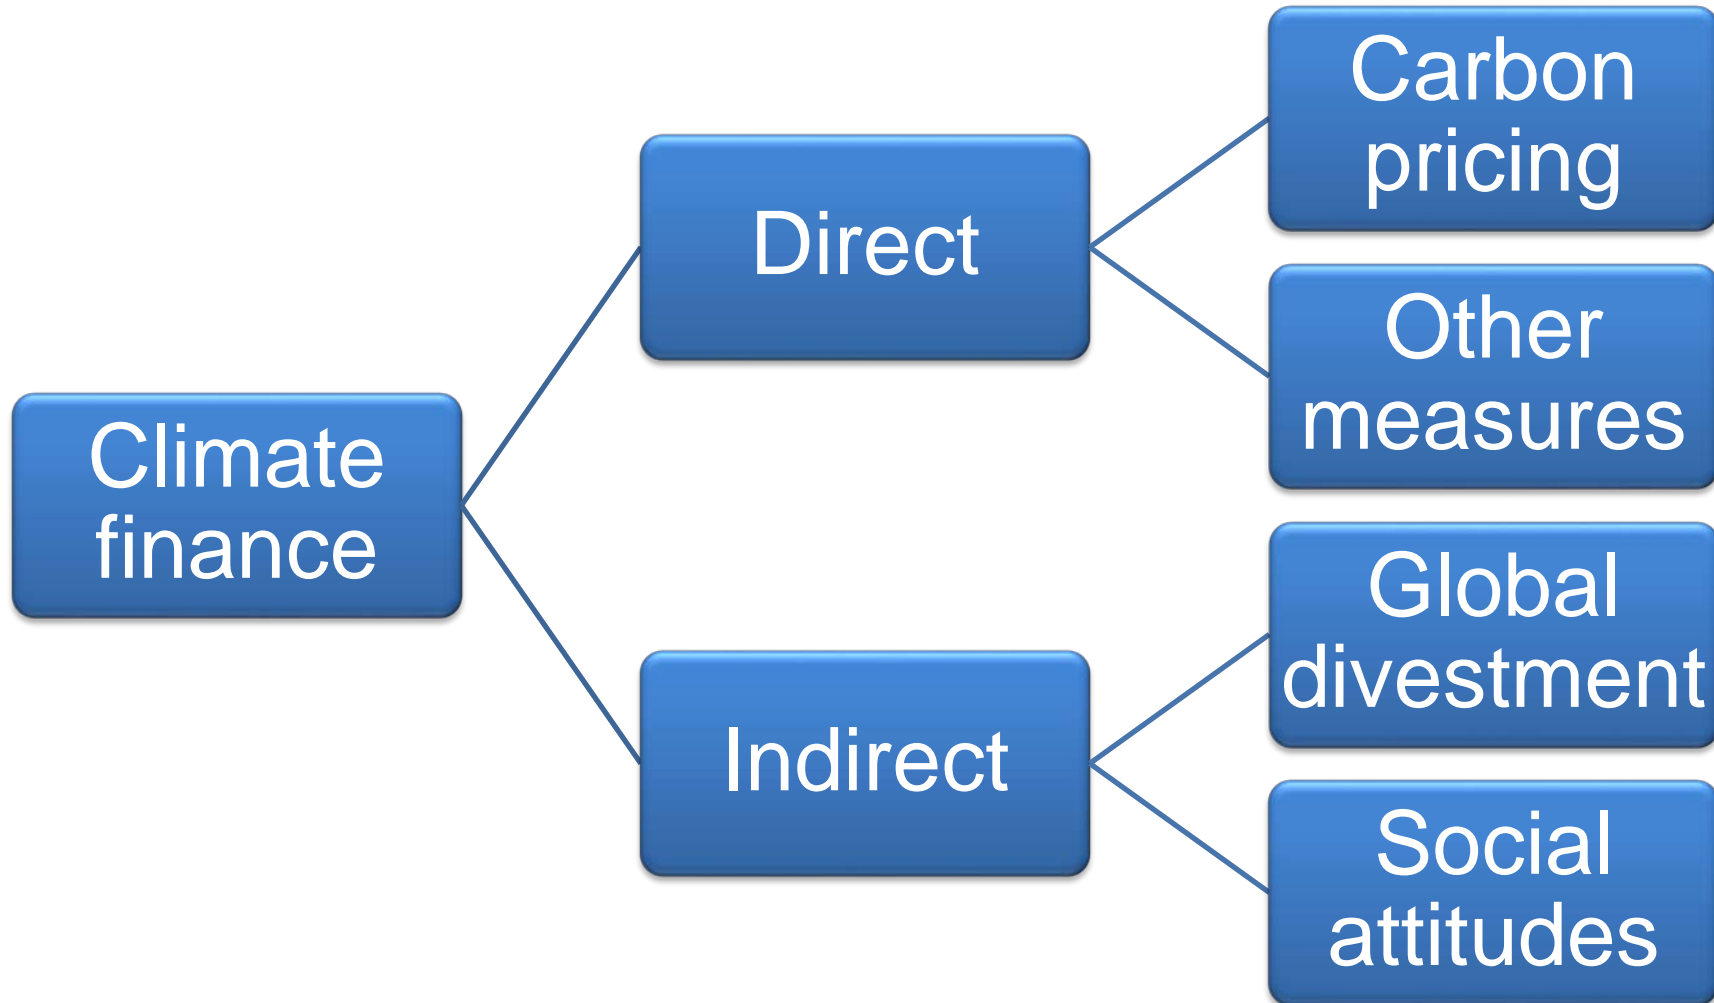 Climate
finance
Direct
Carbon
pricing
Other
measures
Indirect
Global
divestment
Social
attitudes